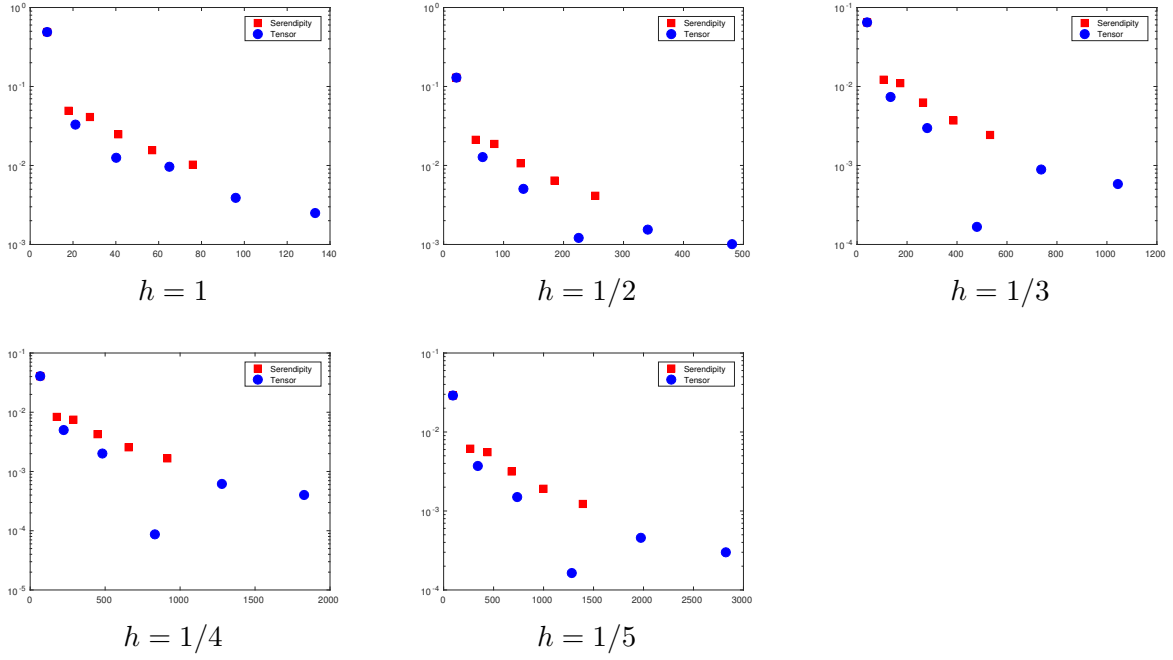 10^0
10^-1
10^-2
10^-3
0 20 40 60 80 100 120 140
Serendipity
Tensor
h = 1
10^0
10^-1
10^-2
10^-3
0 100 200 300 400 500
Serendipity
Tensor
h = 1/2
10^-1
10^-2
10^-3
10^-4
0 200 400 600 800 1000 1200
Serendipity
Tensor
h = 1/3
10^-1
10^-2
10^-3
10^-4
10^-5
0 500 1000 1500 2000
Serendipity
Tensor
h = 1/4
10^-1
10^-2
10^-3
10^-4
0 500 1000 1500 2000 2500 3000
Serendipity
Tensor
h = 1/5